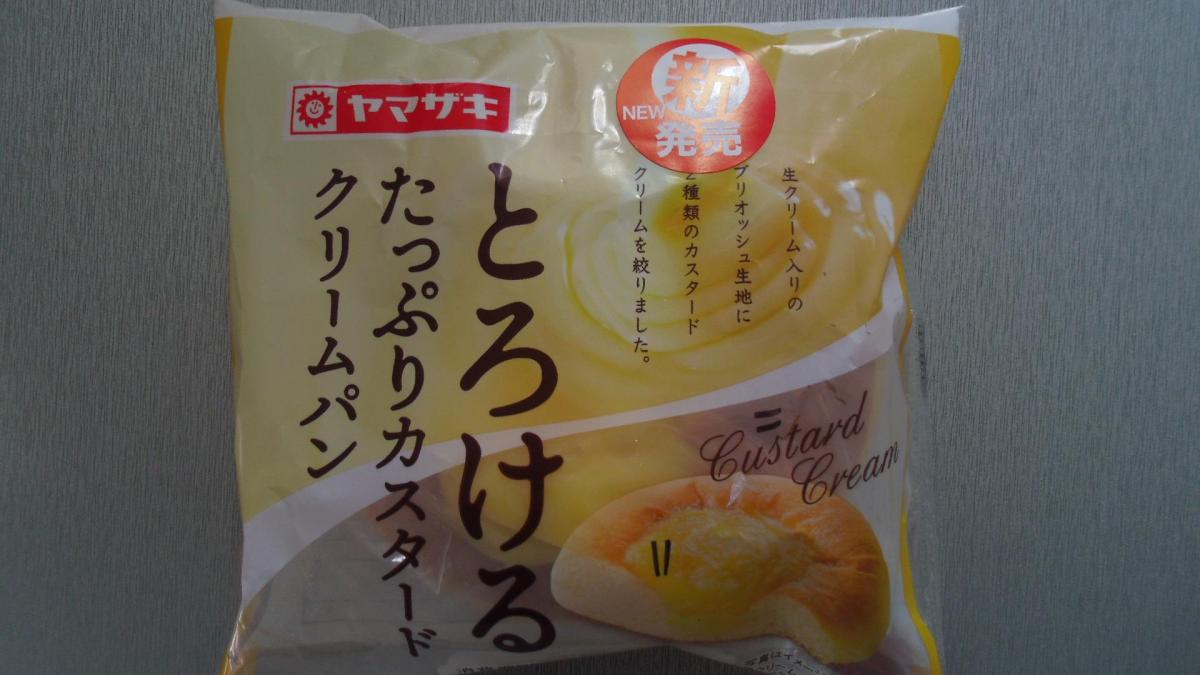 ヤマザキ
NEW
新
発売
とろける
たっぷりカスタード
クリームパン
生クリーム入りの
ブリオッシュ生地に
2種類のカスタード
クリームを絞りました。
Custard
Cream